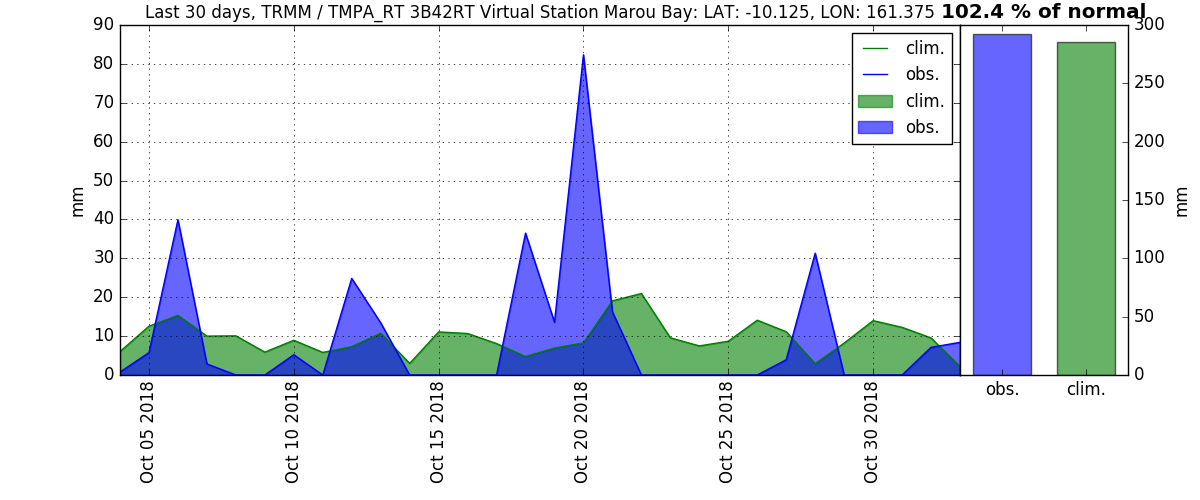 Last 30 days, TRMM / TMPA_RT 3B42RT Virtual Station Marou Bay: LAT: -10.125, LON: 161.375 102.4 % of normal
90
80
70
60
50
40
30
20
10
0
mm
clim.
obs.
clim.
obs.
300
250
200
150
100
50
0
mm
obs. clim.
Oct 05 2018
Oct 10 2018
Oct 15 2018
Oct 20 2018
Oct 25 2018
Oct 30 2018